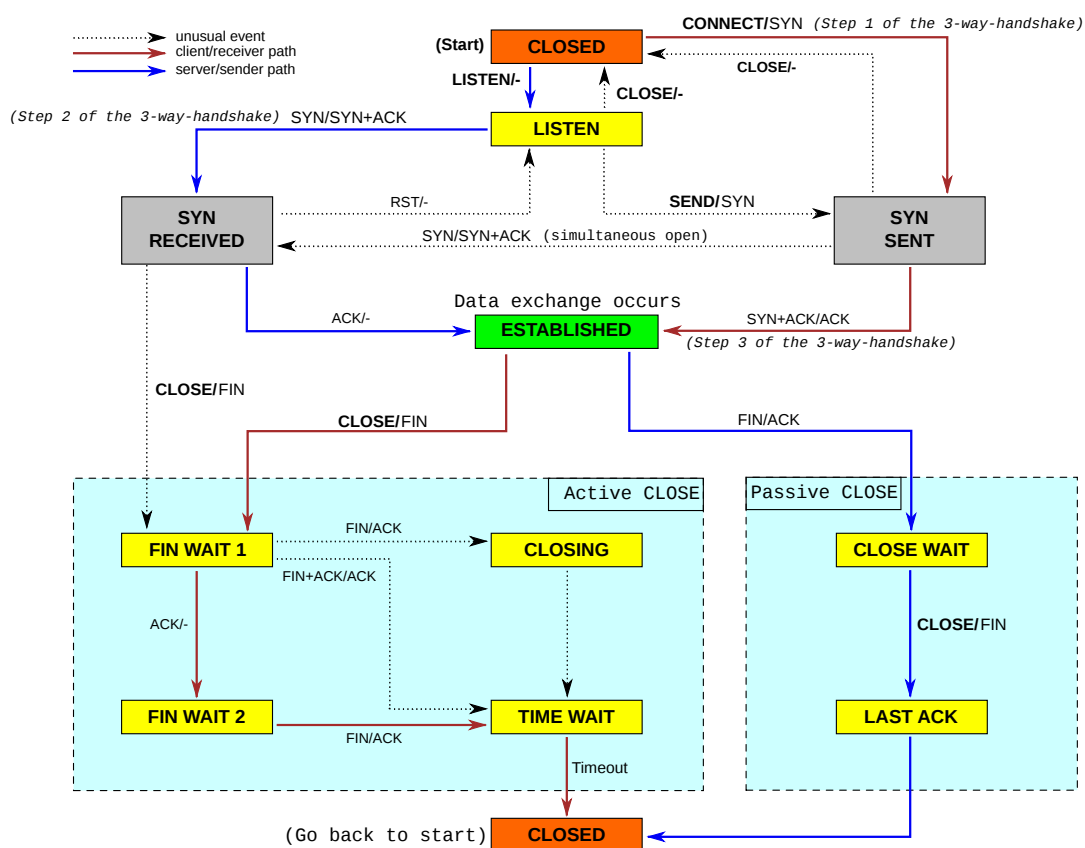 unusual event
client/receiver path
server/sender path
(Start)
CLOSED
CONNECT/SYN (Step 1 of the 3-way-handshake)
CLOSE/-
LISTEN/-
CLOSE/-
(Step 2 of the 3-way-handshake) SYN/SYN+ACK
LISTEN
SYN
RECEIVED
RST/-
SEND/SYN
SYN
SENT
SYN/SYN+ACK (simultaneous open)
Data exchange occurs
ACK/-
ESTABLISHED
SYN+ACK/ACK
(Step 3 of the 3-way-handshake)
CLOSE/FIN
CLOSE/FIN
FIN/ACK
Active CLOSE
Passive CLOSE
FIN WAIT 1
FIN/ACK
CLOSING
CLOSE WAIT
FIN+ACK/ACK
ACK/-
CLOSE/FIN
FIN WAIT 2
TIME WAIT
LAST ACK
FIN/ACK
Timeout
(Go back to start)
CLOSED